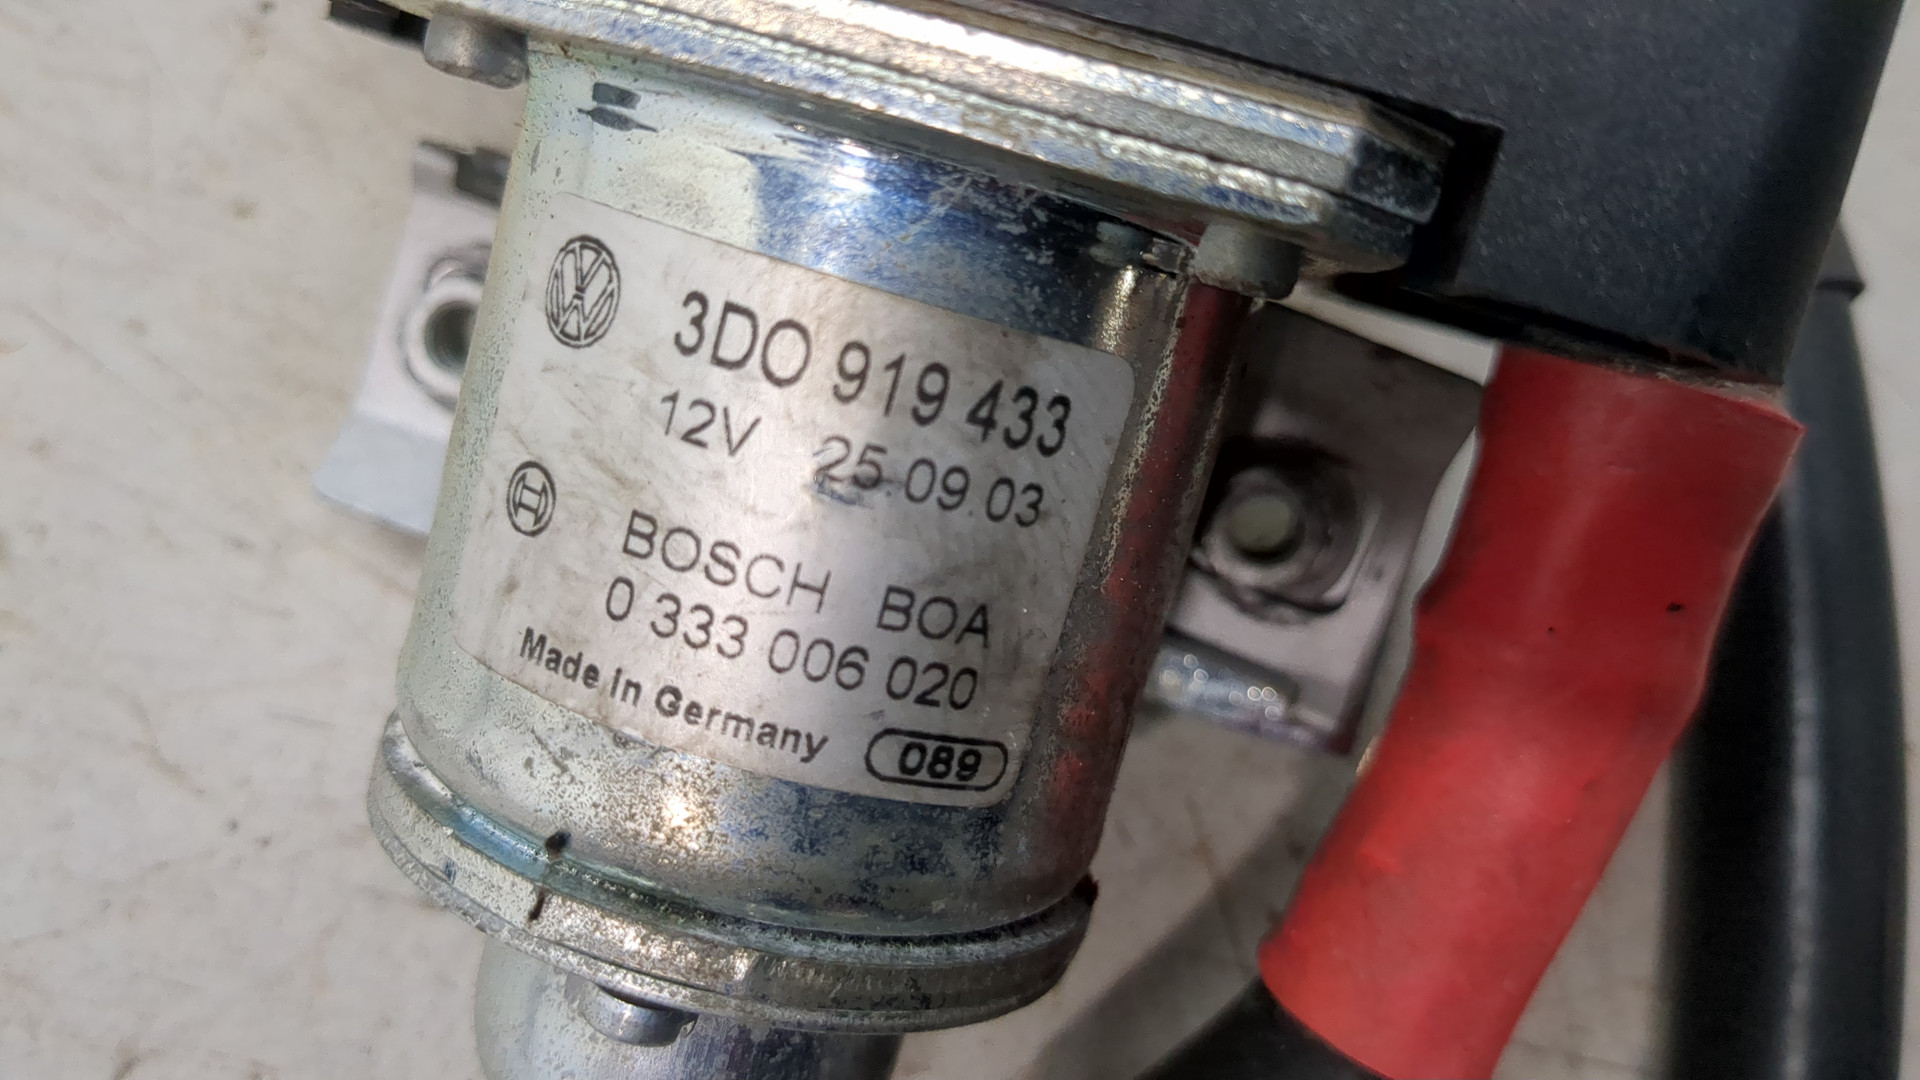 3D0 919 433
12V 25.09.03
BOSCH BOA
0 333 006 020
Made in Germany 089